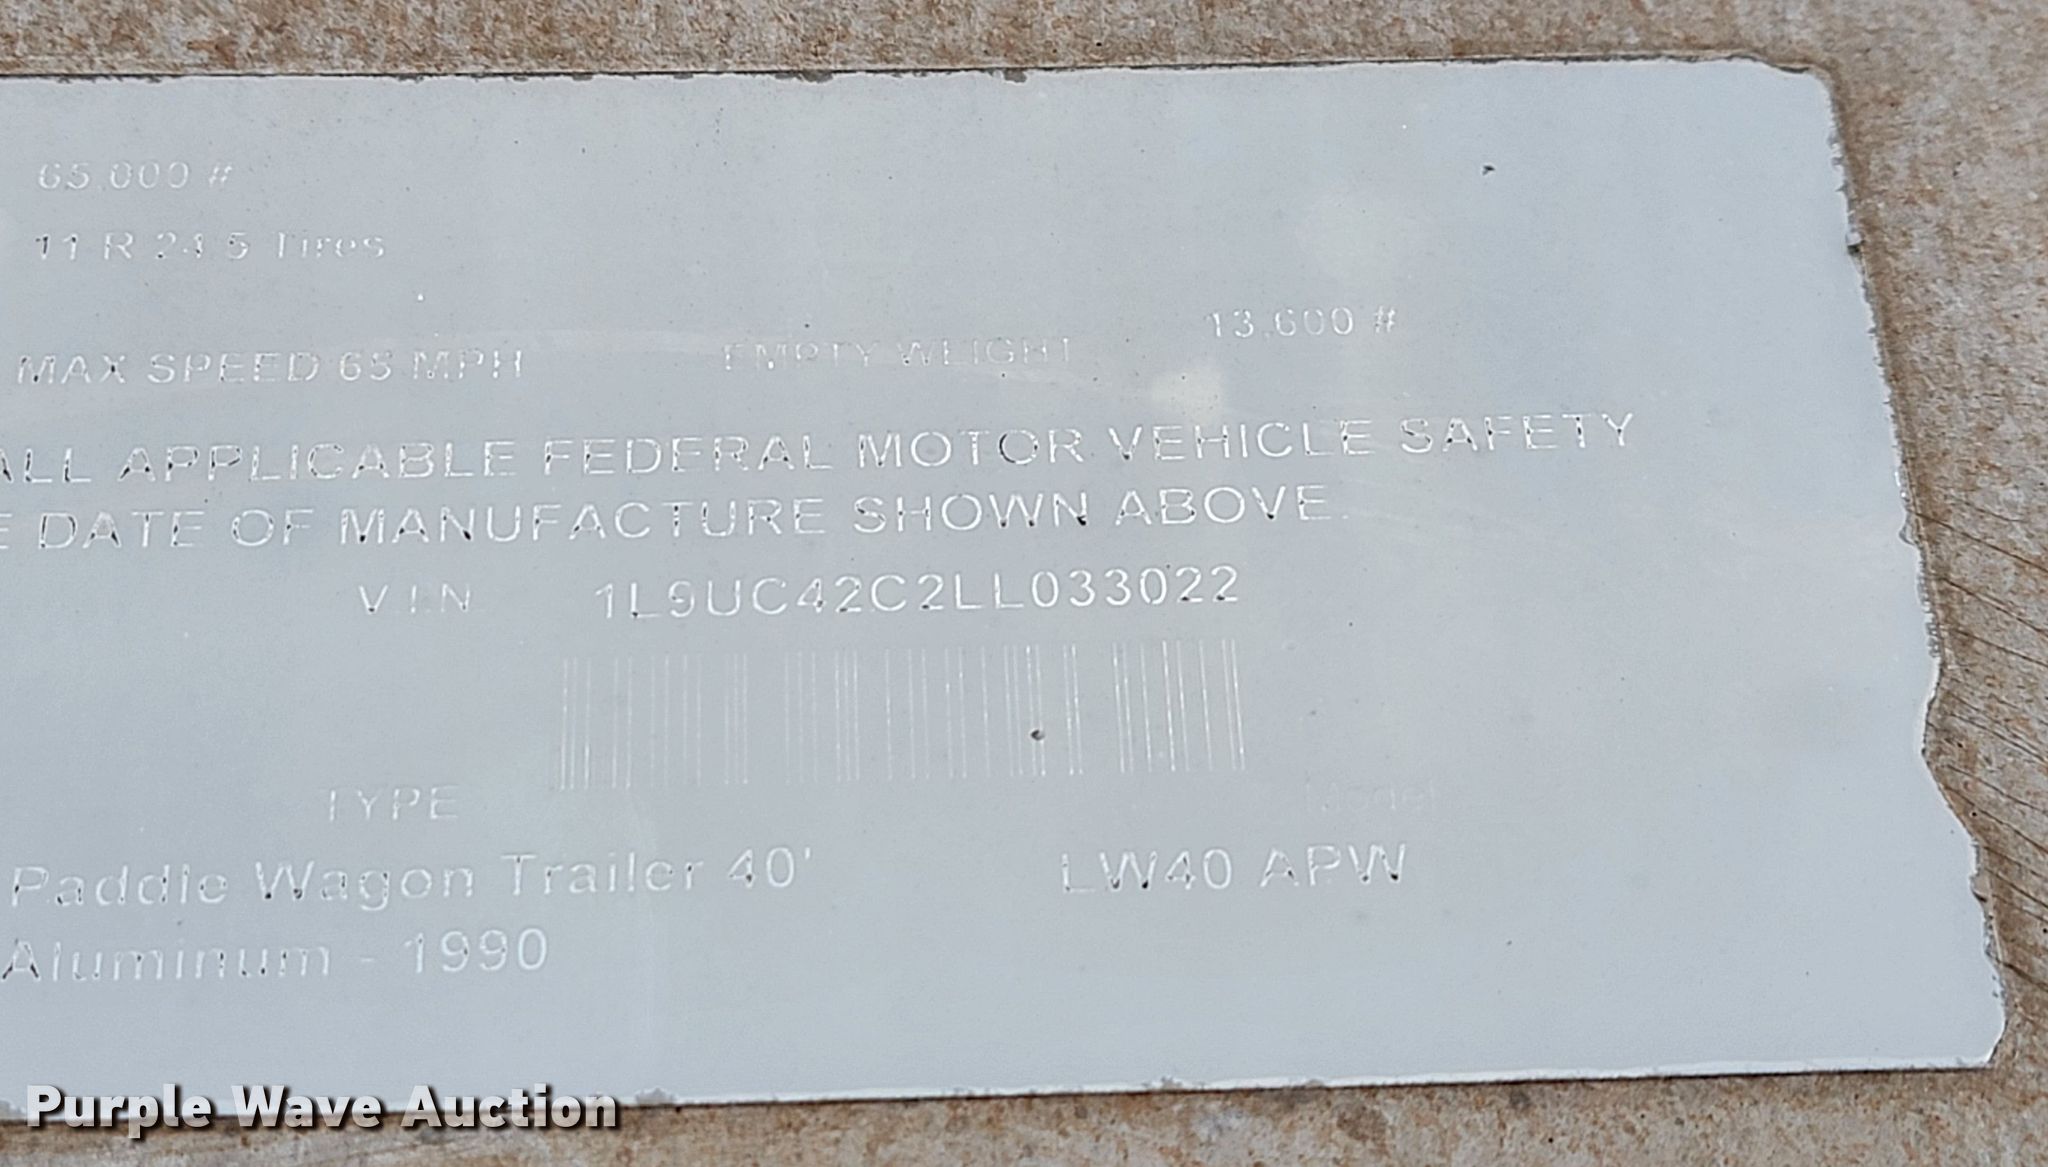 65,000 #
11 R 24.5 Tires
13,600 #
MAX SPEED 65 MPH EMPTY WEIGHT
ALL APPLICABLE FEDERAL MOTOR VEHICLE SAFETY
E DATE OF MANUFACTURE SHOWN ABOVE.
V I N 1L9UC42C2LL033022
TYPE Model
Paddle Wagon Trailer 40' LW40 APW
Aluminum - 1990
Purple Wave Auction